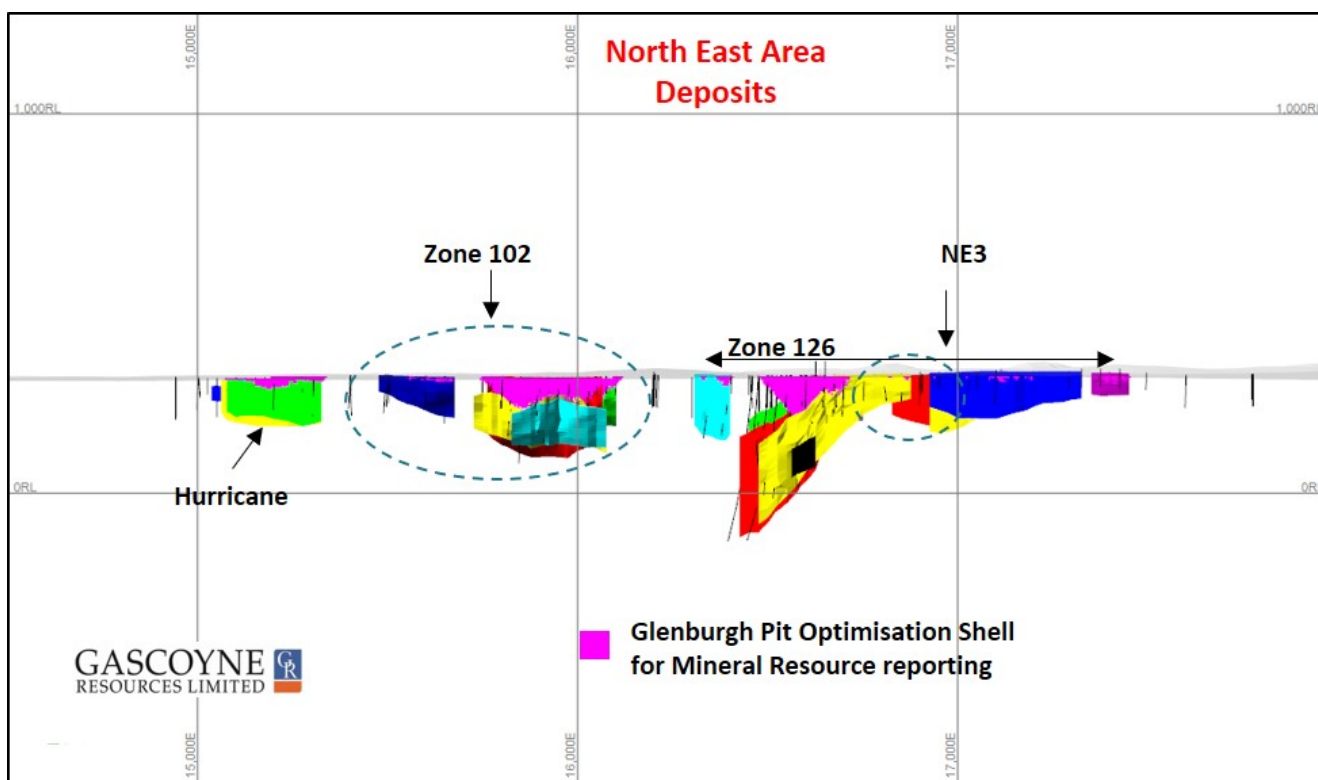 15,000E
16,000E
17,000E
North East Area
Deposits
1,000RL
1,000RL
Zone 102
NE3
Zone 126
Hurricane
0RL
0R
Glenburgh Pit Optimisation Shell
for Mineral Resource reporting
GASCOYNE
RESOURCES LIMITED
GR
15,000E
16,000E
17,000E